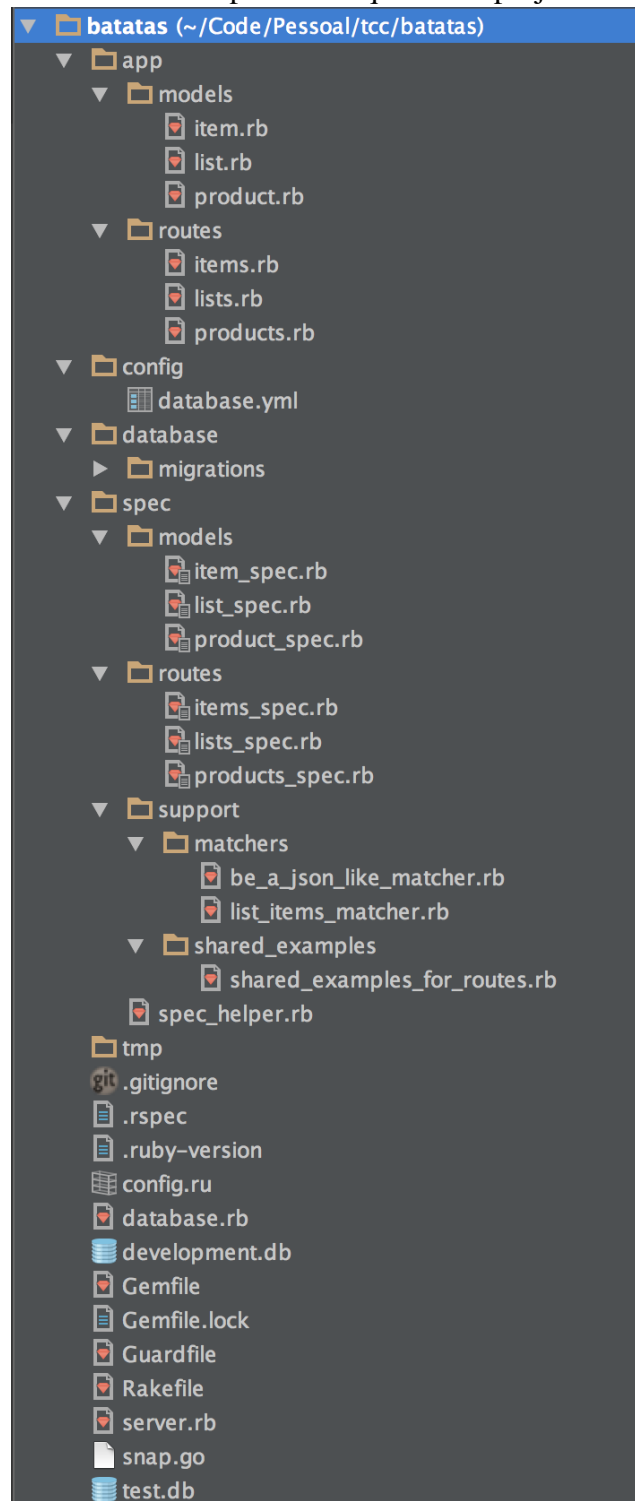 batatas (~/Code/Pessoal/tcc/batatas)
app
models
item.rb
list.rb
product.rb
routes
items.rb
lists.rb
products.rb
config
database.yml
database
migrations
spec
models
item_spec.rb
list_spec.rb
product_spec.rb
routes
items_spec.rb
lists_spec.rb
products_spec.rb
support
matchers
be_a_json_like_matcher.rb
list_items_matcher.rb
shared_examples
shared_examples_for_routes.rb
spec_helper.rb
tmp
git .gitignore
.rspec
.ruby-version
config.ru
database.rb
development.db
Gemfile
Gemfile.lock
Guardfile
Rakefile
server.rb
snap.go
test.db